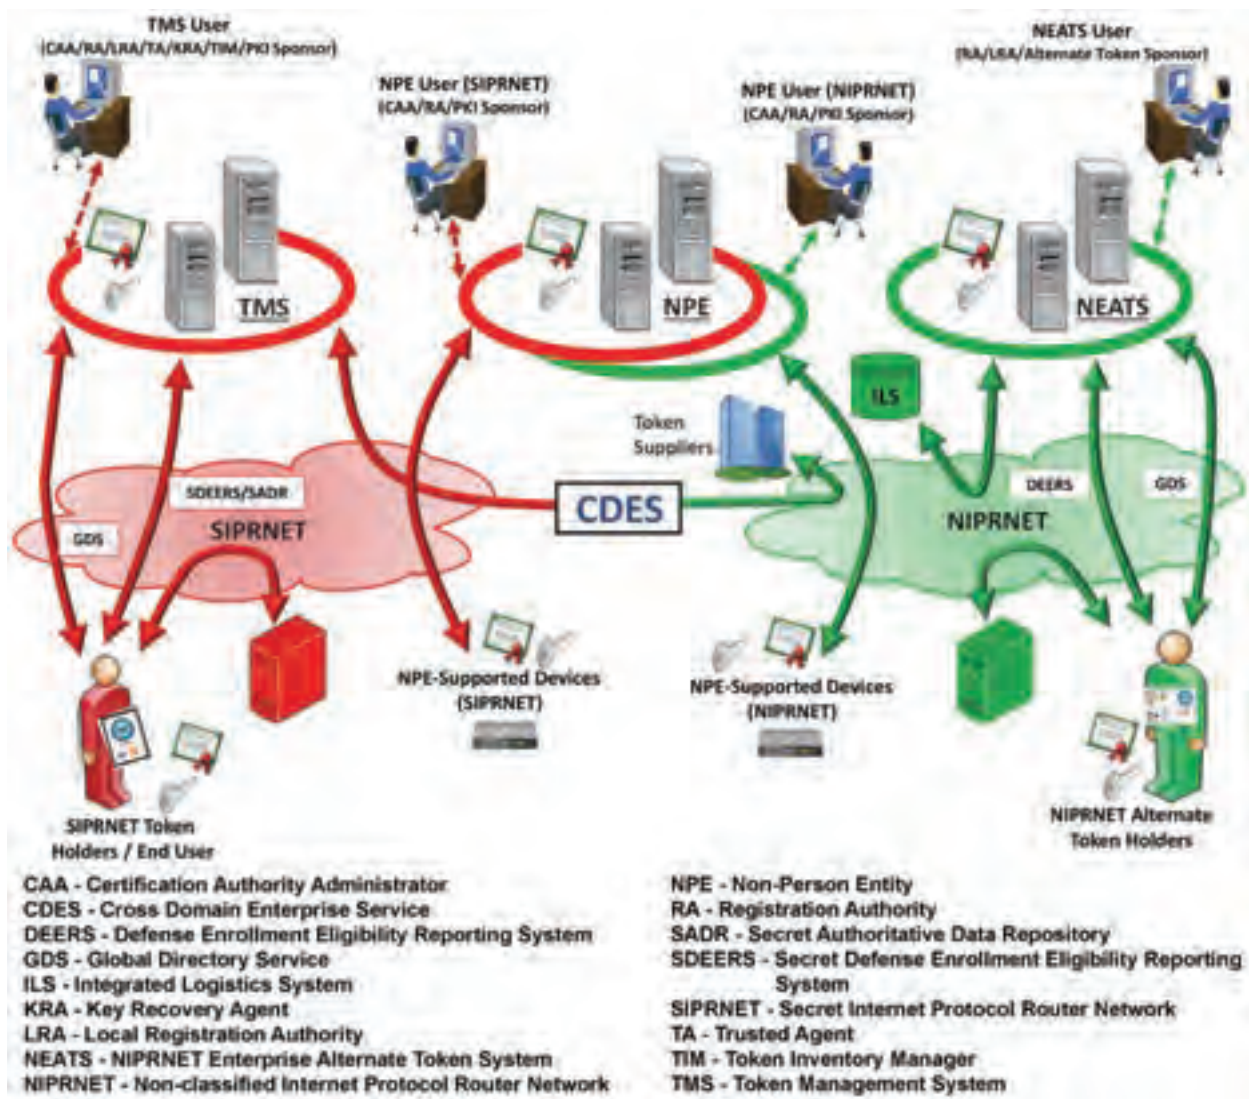 TMS User
(CAA/RA/LRA/TA/KRA/TIM/PKI Sponsor)
NPE User (SIPRNET)
(CAA/RA/PKI Sponsor)
NPE User (NIPRNET)
(CAA/RA/PKI Sponsor)
NEATS User
(RA/LRA/Alternate Token Sponsor)
TMS
NPE
NEATS
ILS
Token
Suppliers
SDEERS/SADR
SIPRNET
GDS
CDES
DEERS
GDS
NIPRNET
NPE-Supported Devices
(SIPRNET)
NPE-Supported Devices
(NIPRNET)
SIPRNET Token
Holders / End User
NIPRNET Alternate
Token Holders
CAA - Certification Authority Administrator
CDES - Cross Domain Enterprise Service
DEERS - Defense Enrollment Eligibility Reporting System
GDS - Global Directory Service
ILS - Integrated Logistics System
KRA - Key Recovery Agent
LRA - Local Registration Authority
NEATS - NIPRNET Enterprise Alternate Token System
NIPRNET - Non-classified Internet Protocol Router Network
NPE - Non-Person Entity
RA - Registration Authority
SADR - Secret Authoritative Data Repository
SDEERS - Secret Defense Enrollment Eligibility Reporting
System
SIPRNET - Secret Internet Protocol Router Network
TA - Trusted Agent
TIM - Token Inventory Manager
TMS - Token Management System